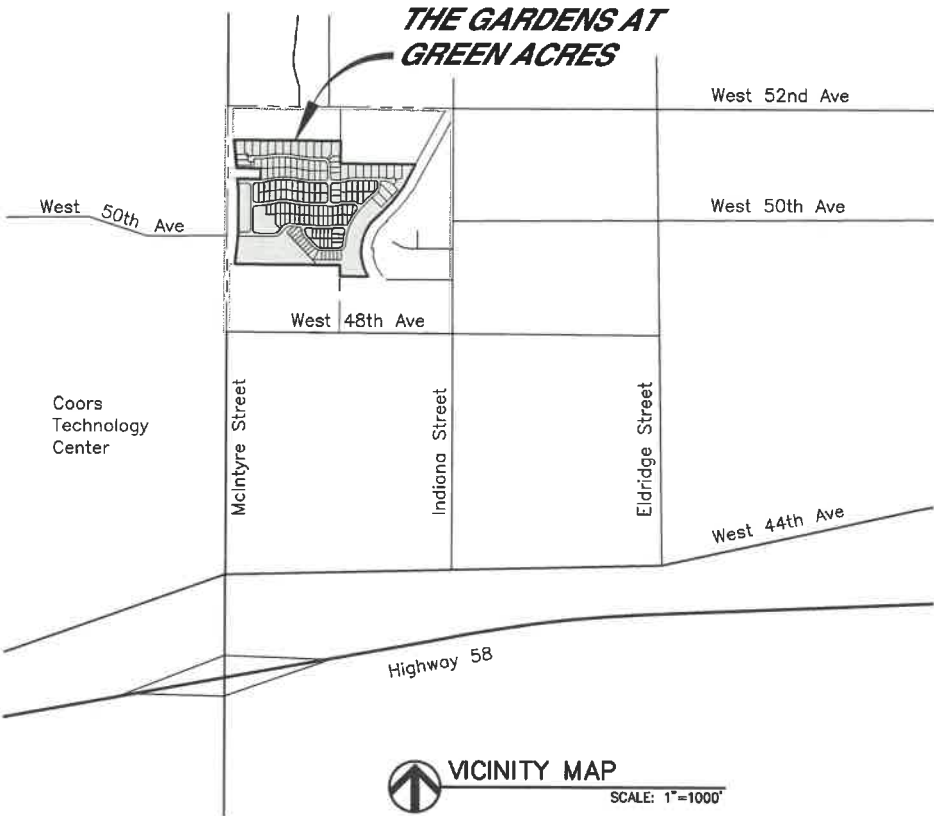 THE GARDENS AT
GREEN ACRES
West 52nd Ave
West 50th Ave
West 50th Ave
West 48th Ave
Coors
Technology
Center
McIntyre Street
Indiana Street
Eldridge Street
West 44th Ave
Highway 58
VICINITY MAP
SCALE: 1"=1000'